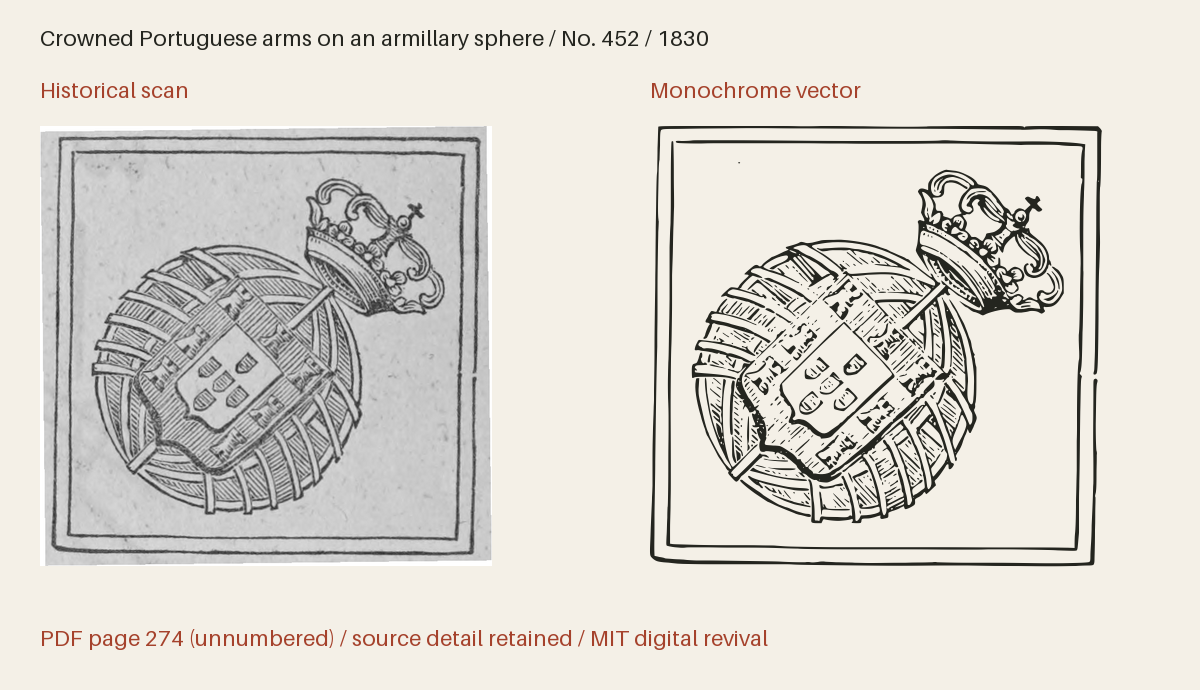 Crowned Portuguese arms on an armillary sphere / No. 452 / 1830
Historical scan
Monochrome vector
PDF page 274 (unnumbered) / source detail retained / MIT digital revival